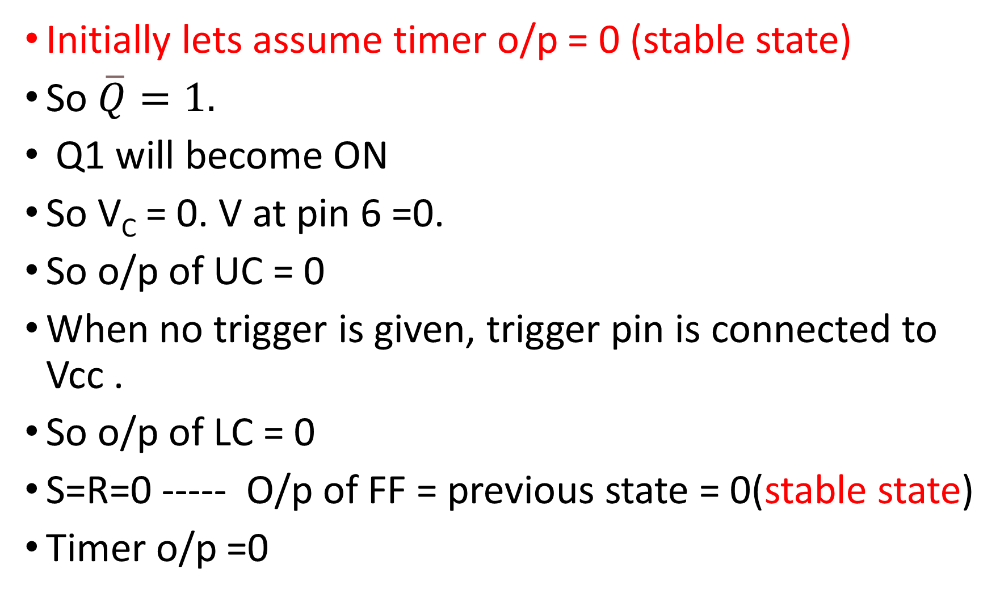 • Initially lets assume timer o/p = 0 (stable state)
• So Q̅ = 1.
• Q1 will become ON
• So V_C = 0. V at pin 6 =0.
• So o/p of UC = 0
• When no trigger is given, trigger pin is connected to
Vcc .
• So o/p of LC = 0
• S=R=0 ----- O/p of FF = previous state = 0(stable state)
• Timer o/p =0